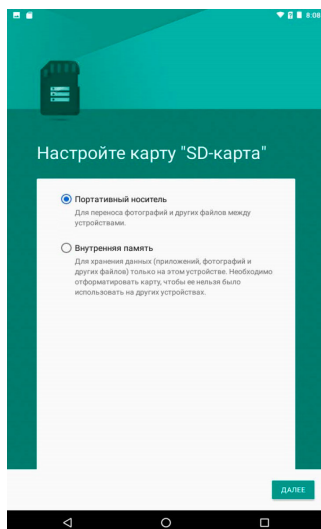 8:08
Настройте карту "SD-карта"
Портативный носитель
Для переноса фотографий и других файлов между
устройствами.
Внутренняя память
Для хранения данных (приложений, фотографий и
других файлов) только на этом устройстве. Необходимо
отформатировать карту, чтобы ее нельзя было
использовать на других устройствах.
ДАЛЕЕ